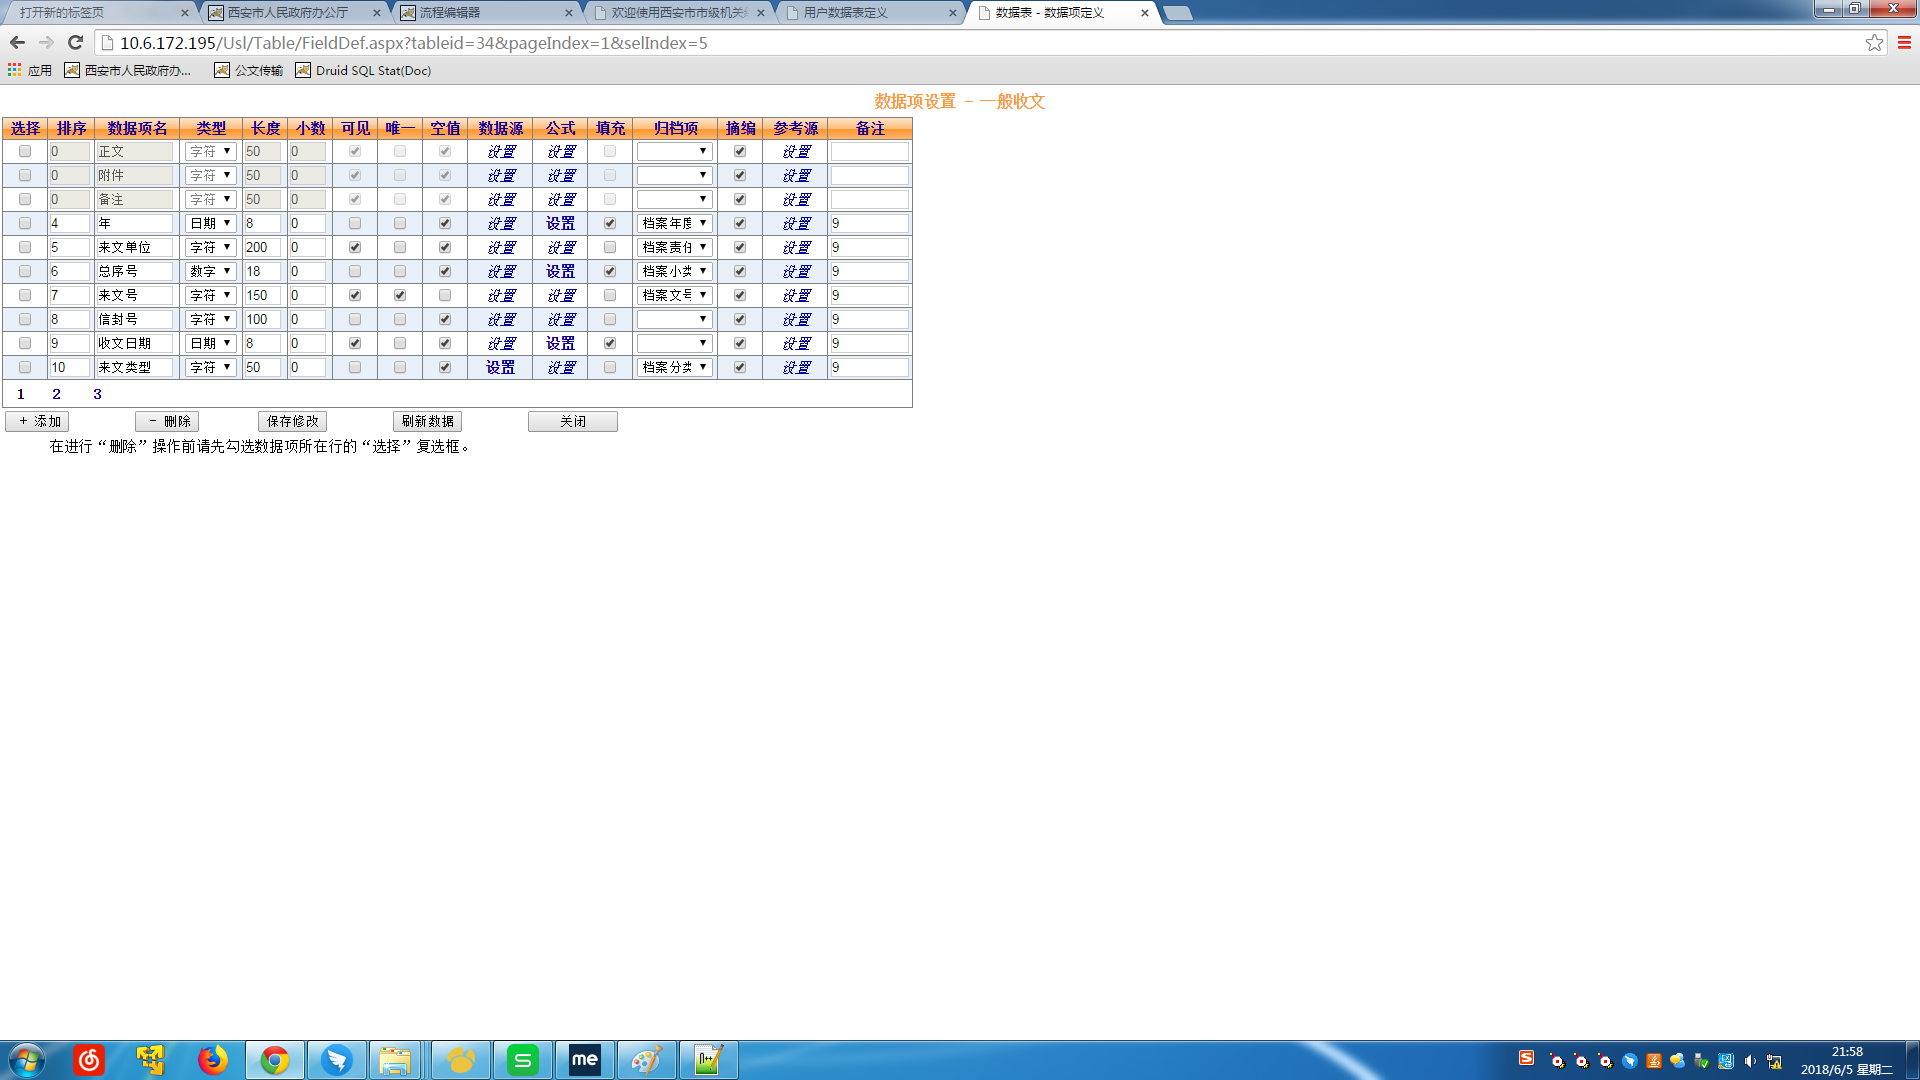 打开新的标签页 西安市人民政府办公厅 流程编辑器 欢迎使用西安市市级机关 用户数据表定义 数据表 - 数据项定义
10.6.172.195/Usl/Table/FieldDef.aspx?tableid=34&pageIndex=1&selIndex=5
应用 西安市人民政府办... 公文传输 Druid SQL Stat(Doc)
数据项设置 - 一般收文
选择 排序 数据项名 类型 长度 小数 可见 唯一 空值 数据源 公式 填充 归档项 摘编 参考源 备注
0 正文 字符 50 0 设置 设置 设置
0 附件 字符 50 0 设置 设置 设置
0 备注 字符 50 0 设置 设置 设置
4 年 日期 8 0 设置 设置 档案年度 设置 9
5 来文单位 字符 200 0 设置 设置 档案责任 设置 9
6 总序号 数字 18 0 设置 设置 档案小类 设置 9
7 来文号 字符 150 0 设置 设置 档案文号 设置 9
8 信封号 字符 100 0 设置 设置 设置 9
9 收文日期 日期 8 0 设置 设置 设置 9
10 来文类型 字符 50 0 设置 设置 档案分类 设置 9
1 2 3
+ 添加 - 删除 保存修改 刷新数据 关闭
在进行“删除”操作前请先勾选数据项所在行的“选择”复选框。
S me n++ S
21:58
2018/6/5 星期二